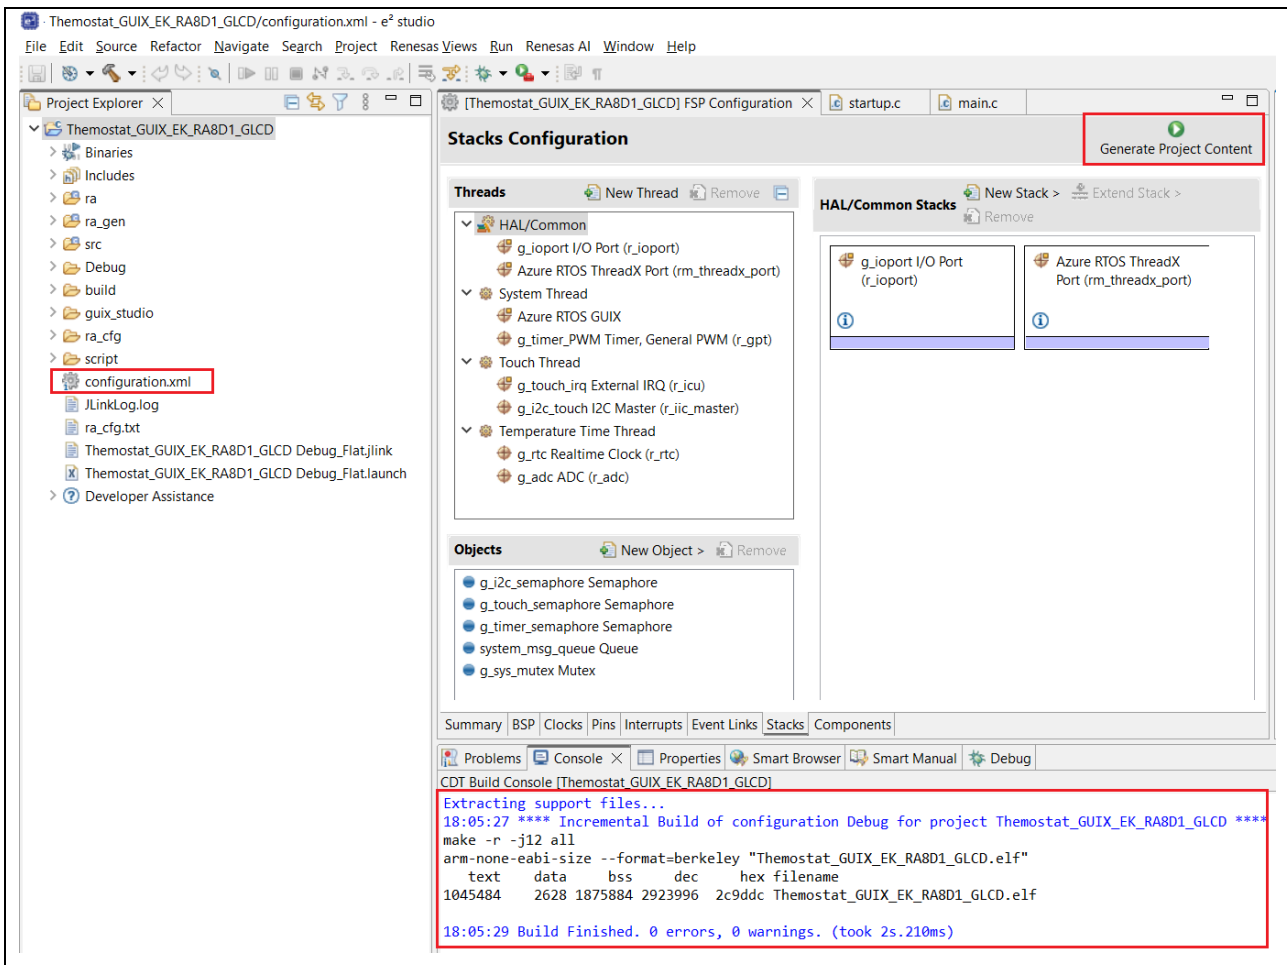 Themostat_GUIX_EK_RA8D1_GLCD/configuration.xml - e² studio
File Edit Source Refactor Navigate Search Project Renesas Views Run Renesas AI Window Help
Project Explorer
Themostat_GUIX_EK_RA8D1_GLCD
Binaries
Includes
ra
ra_gen
src
Debug
build
guix_studio
ra_cfg
script
configuration.xml
JLinkLog.log
ra_cfg.txt
Themostat_GUIX_EK_RA8D1_GLCD Debug_Flat.jlink
Themostat_GUIX_EK_RA8D1_GLCD Debug_Flat.launch
Developer Assistance
[Themostat_GUIX_EK_RA8D1_GLCD] FSP Configuration startup.c main.c
Stacks Configuration
Generate Project Content
Threads New Thread Remove
HAL/Common
g_ioport I/O Port (r_ioport)
Azure RTOS ThreadX Port (rm_threadx_port)
System Thread
Azure RTOS GUIX
g_timer_PWM Timer, General PWM (r_gpt)
Touch Thread
g_touch_irq External IRQ (r_icu)
g_i2c_touch I2C Master (r_iic_master)
Temperature Time Thread
g_rtc Realtime Clock (r_rtc)
g_adc ADC (r_adc)
Objects New Object > Remove
g_i2c_semaphore Semaphore
g_touch_semaphore Semaphore
g_timer_semaphore Semaphore
system_msg_queue Queue
g_sys_mutex Mutex
HAL/Common Stacks New Stack > Extend Stack >
Remove
g_ioport I/O Port
(r_ioport)
Azure RTOS ThreadX
Port (rm_threadx_port)
Summary BSP Clocks Pins Interrupts Event Links Stacks Components
Problems Console Properties Smart Browser Smart Manual Debug
CDT Build Console [Themostat_GUIX_EK_RA8D1_GLCD]
Extracting support files...
18:05:27 **** Incremental Build of configuration Debug for project Themostat_GUIX_EK_RA8D1_GLCD ****
make -r -j12 all
arm-none-eabi-size --format=berkeley "Themostat_GUIX_EK_RA8D1_GLCD.elf"
text data bss dec hex filename
1045484 2628 1875884 2923996 2c9ddc Themostat_GUIX_EK_RA8D1_GLCD.elf
18:05:29 Build Finished. 0 errors, 0 warnings. (took 2s.210ms)